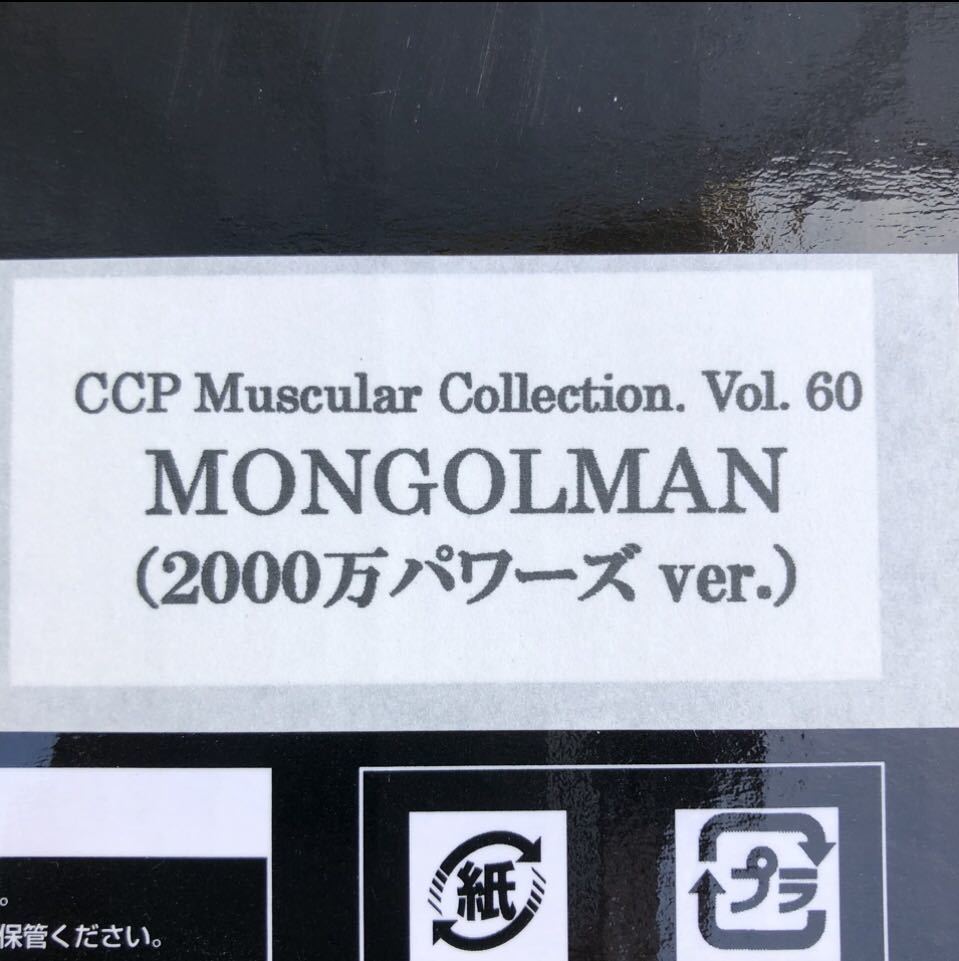 CCP Muscular Collection. Vol. 60
MONGOLMAN
(2000万パワーズ ver.)
。
保管ください。
紙
プラ